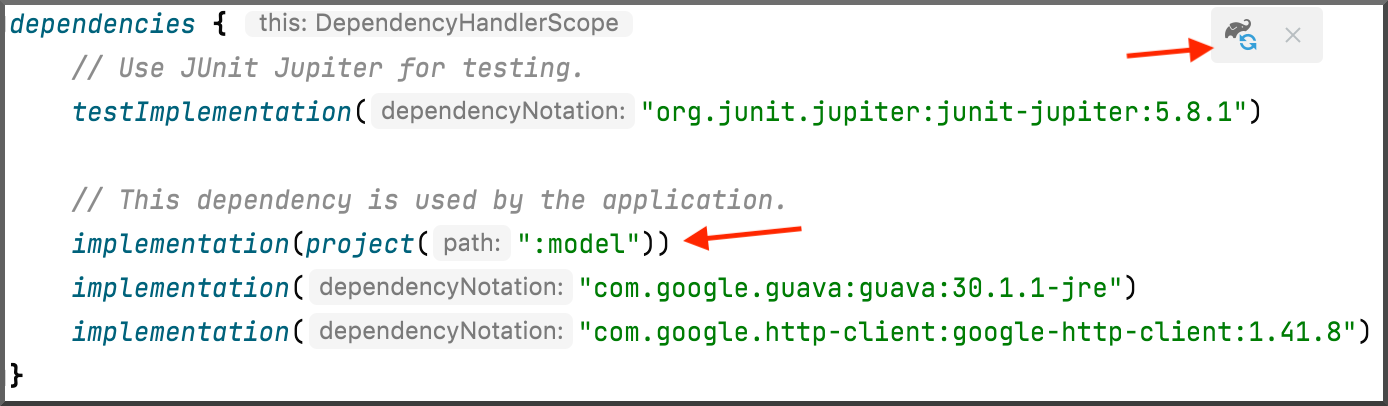 dependencies { this: DependencyHandlerScope
// Use JUnit Jupiter for testing.
testImplementation( dependencyNotation: "org.junit.jupiter:junit-jupiter:5.8.1")
// This dependency is used by the application.
implementation(project( path: ":model"))
implementation( dependencyNotation: "com.google.guava:guava:30.1.1-jre")
implementation( dependencyNotation: "com.google.http-client:google-http-client:1.41.8")
}